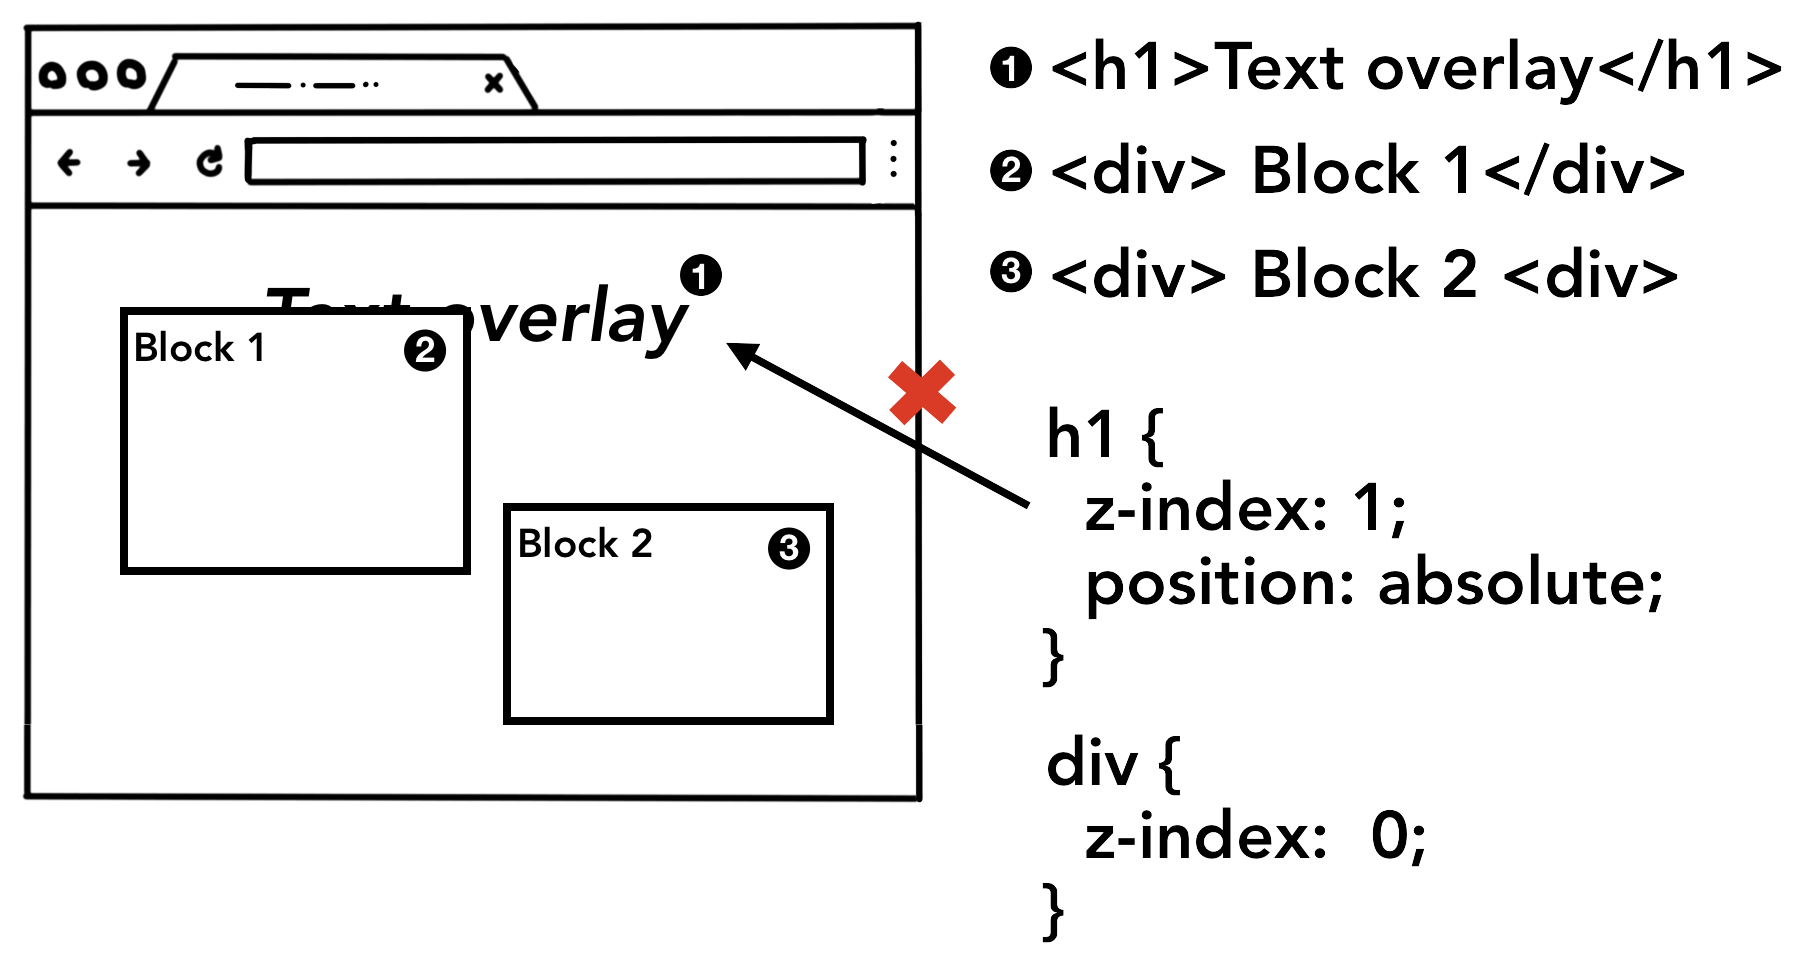 ❶ <h1>Text overlay</h1>
❷ <div> Block 1</div>
❸ <div> Block 2 <div>
Text overlay ❶
Block 1 ❷
Block 2 ❸
h1 {
z-index: 1;
position: absolute;
}
div {
z-index: 0;
}